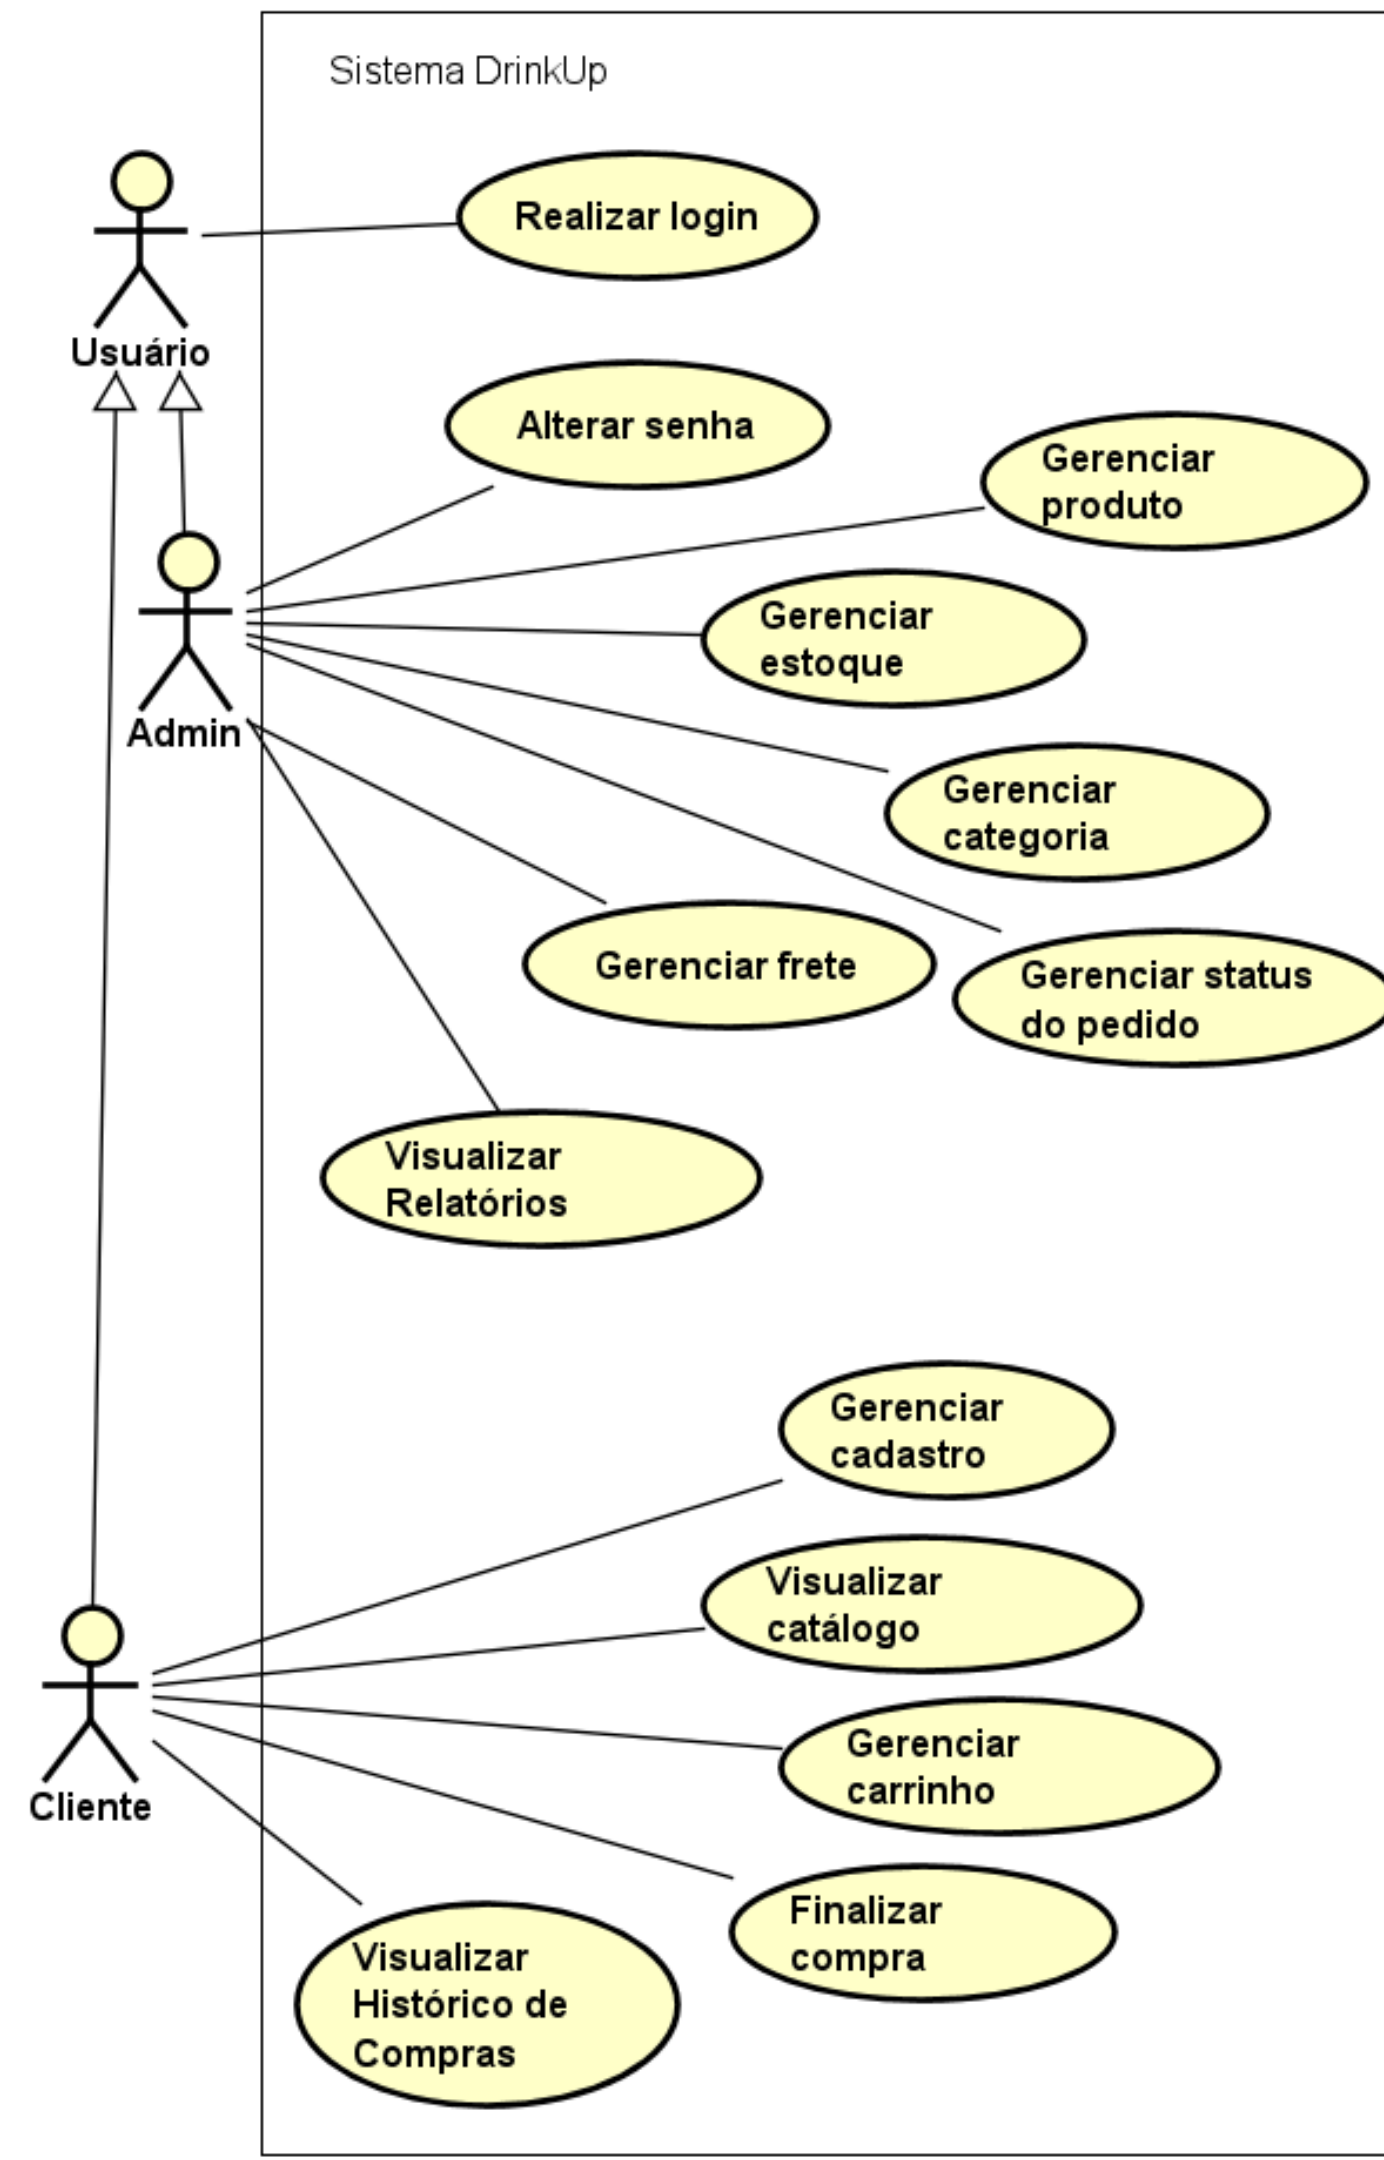 Sistema DrinkUp
Realizar login
Usuário
Alterar senha
Gerenciar
produto
Gerenciar
estoque
Admin
Gerenciar
categoria
Gerenciar frete
Gerenciar status
do pedido
Visualizar
Relatórios
Gerenciar
cadastro
Visualizar
catálogo
Gerenciar
carrinho
Cliente
Finalizar
compra
Visualizar
Histórico de
Compras